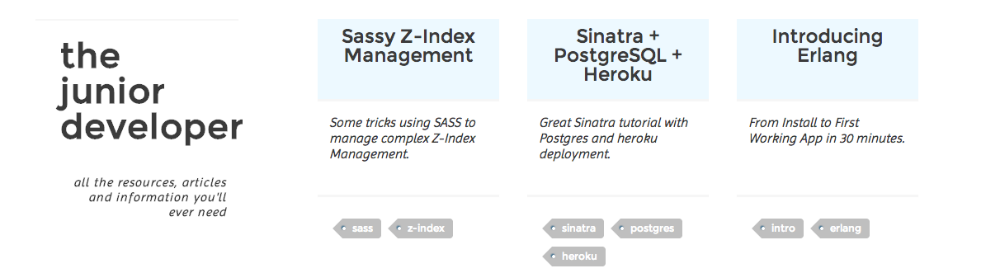 the
junior
developer
all the resources, articles
and information you'll
ever need
Sassy Z-Index
Management
Some tricks using SASS to
manage complex Z-Index
Management.
sass
z-index
Sinatra +
PostgreSQL +
Heroku
Great Sinatra tutorial with
Postgres and heroku
deployment.
sinatra
postgres
heroku
Introducing
Erlang
From Install to First
Working App in 30 minutes.
intro
erlang